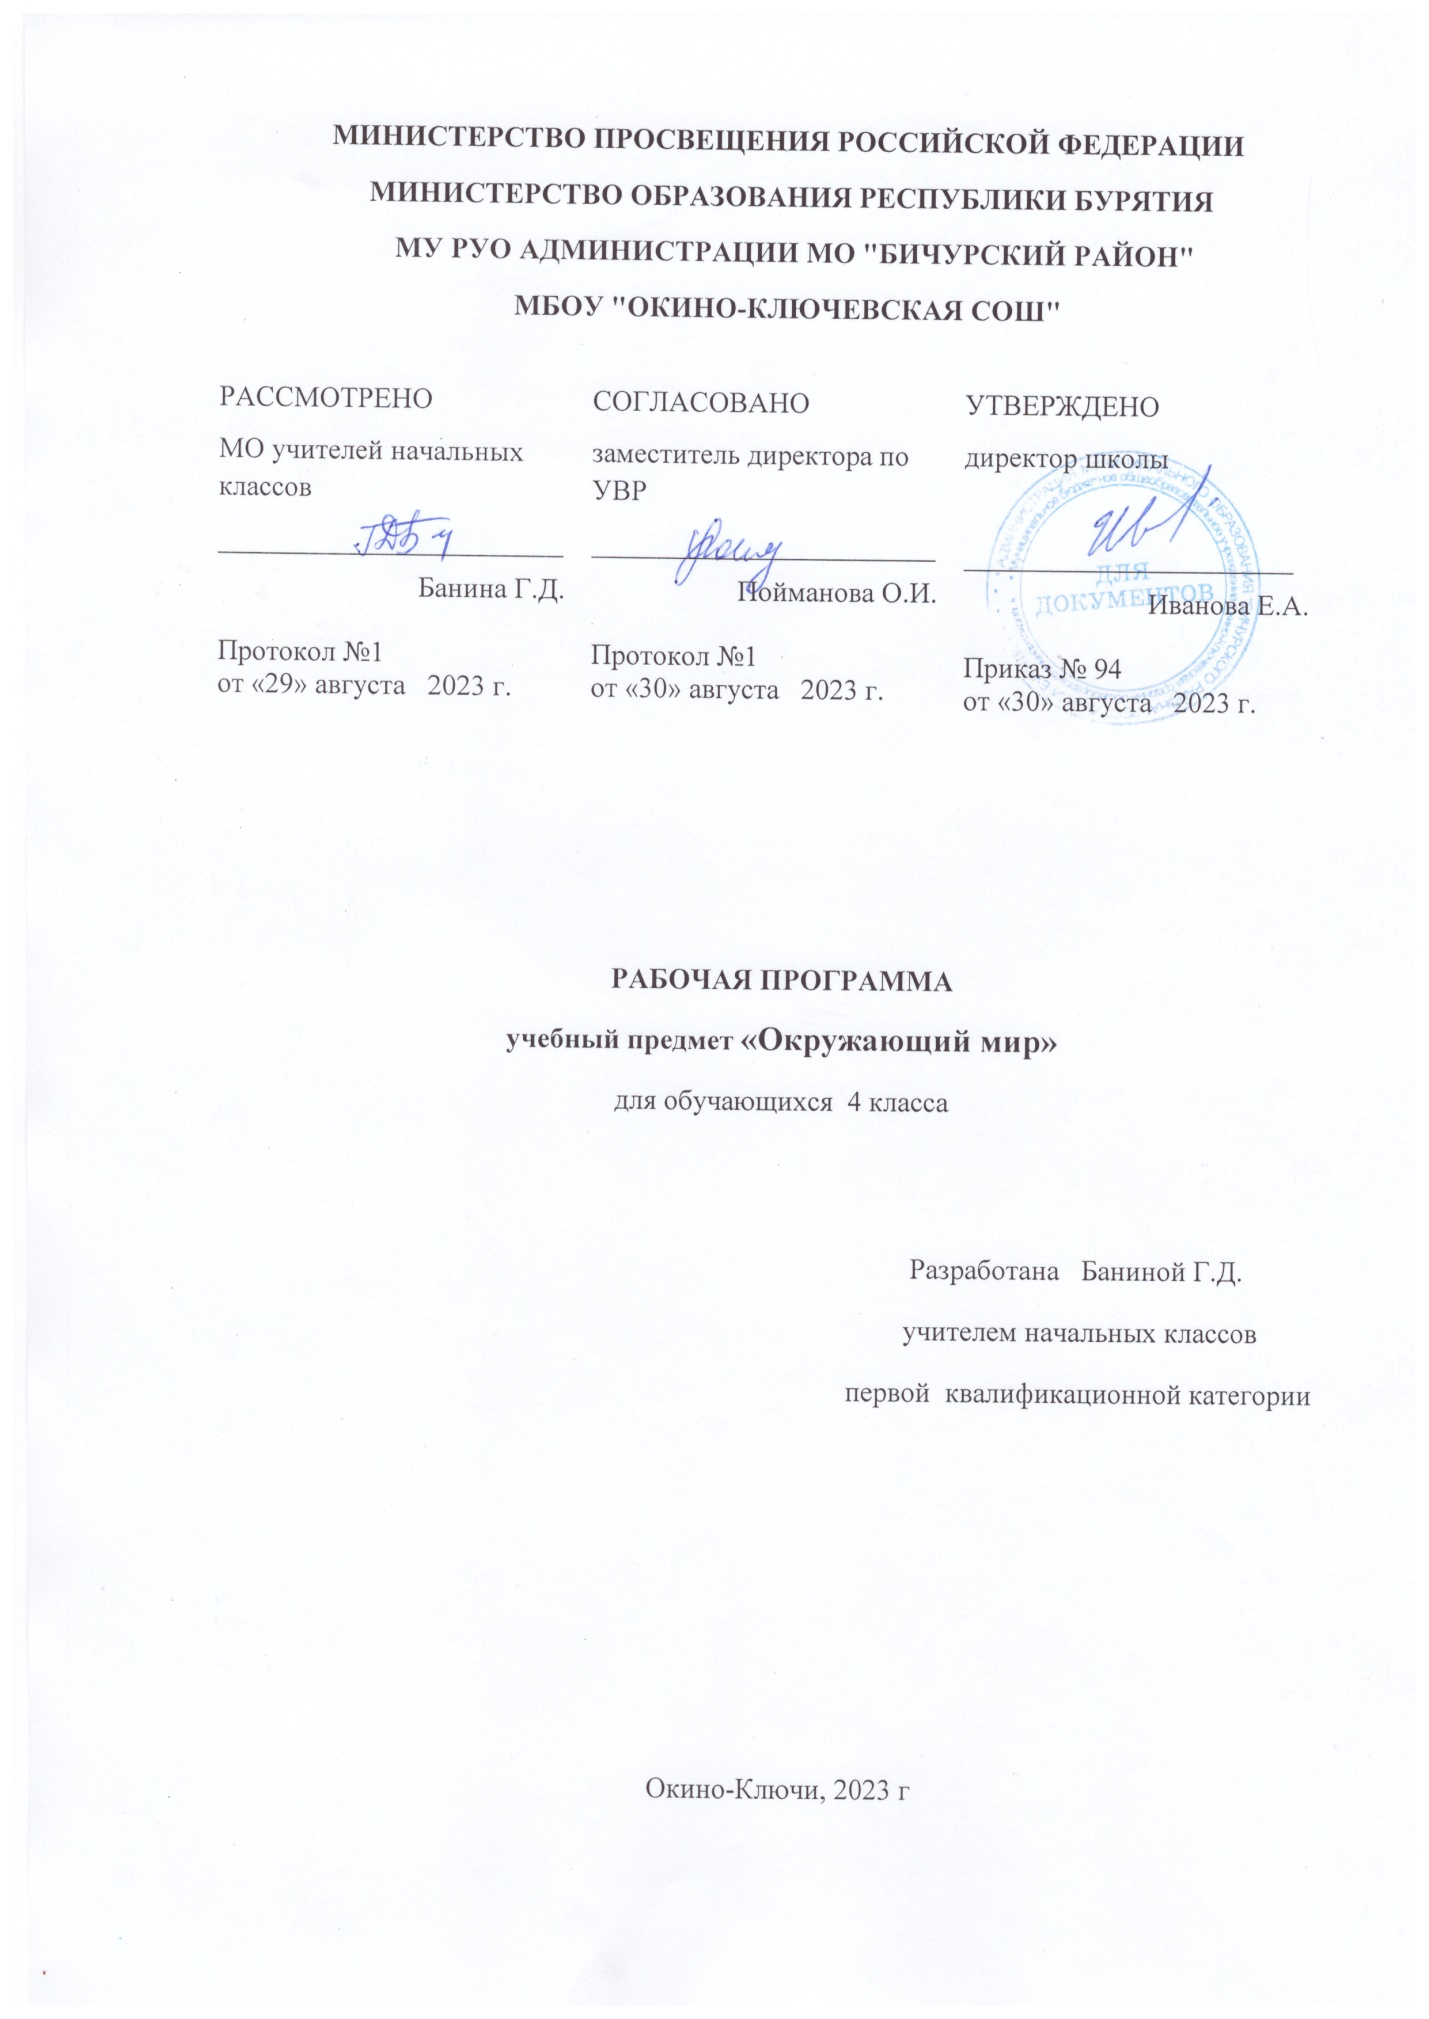 МИНИСТЕРСТВО ПРОСВЕЩЕНИЯ РОССИЙСКОЙ ФЕДЕРАЦИИ
МИНИСТЕРСТВО ОБРАЗОВАНИЯ РЕСПУБЛИКИ БУРЯТИЯ
МУ РУО АДМИНИСТРАЦИИ МО "БИЧУРСКИЙ РАЙОН"
МБОУ "ОКИНО-КЛЮЧЕВСКАЯ СОШ"
РАССМОТРЕНО
МО учителей начальных
классов
Банина Г.Д.
Протокол №1
от «29» августа 2023 г.
СОГЛАСОВАНО
заместитель директора по
УВР
Пойманова О.И.
Протокол №1
от «30» августа 2023 г.
УТВЕРЖДЕНО
директор школы
ДЛЯ
ДОКУМЕНТОВ
Иванова Е.А.
Приказ № 94
от «30» августа 2023 г.
РАБОЧАЯ ПРОГРАММА
учебный предмет «Окружающий мир»
для обучающихся 4 класса
Разработана Баниной Г.Д.
учителем начальных классов
первой квалификационной категории
Окино-Ключи, 2023 г